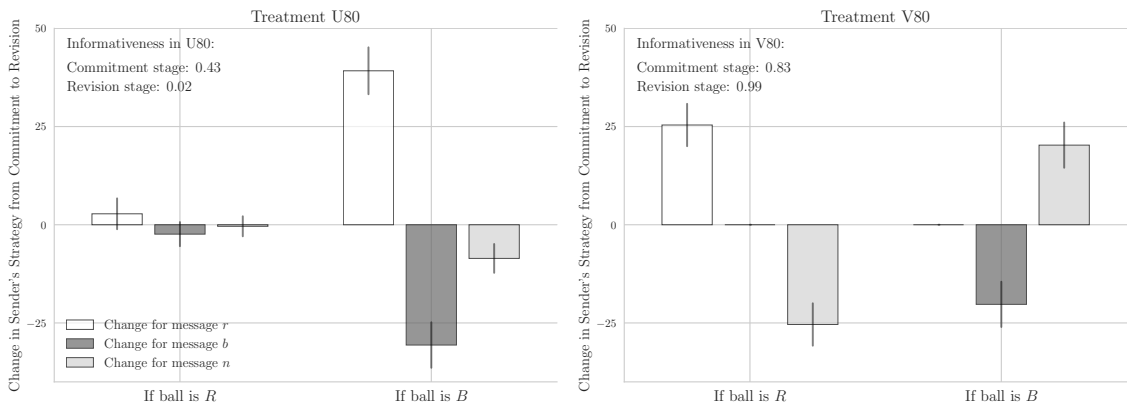 Treatment U80
Change in Sender's Strategy from Commitment to Revision
50
25
0
−25
Informativeness in U80:
Commitment stage: 0.43
Revision stage: 0.02
Change for message r
Change for message b
Change for message n
If ball is R
If ball is B
Treatment V80
Change in Sender's Strategy from Commitment to Revision
50
25
0
−25
Informativeness in V80:
Commitment stage: 0.83
Revision stage: 0.99
If ball is R
If ball is B